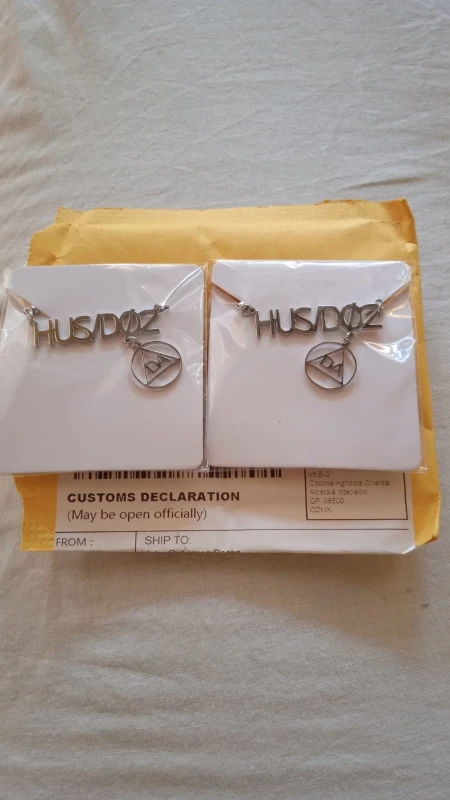 HUS/DØZ
HUS/DØZ
CUSTOMS DECLARATION
(May be open officially)
FROM :
SHIP TO:
Colonia Agricola Oriental
Alcaldia Iztacalco
CP.
CDMX